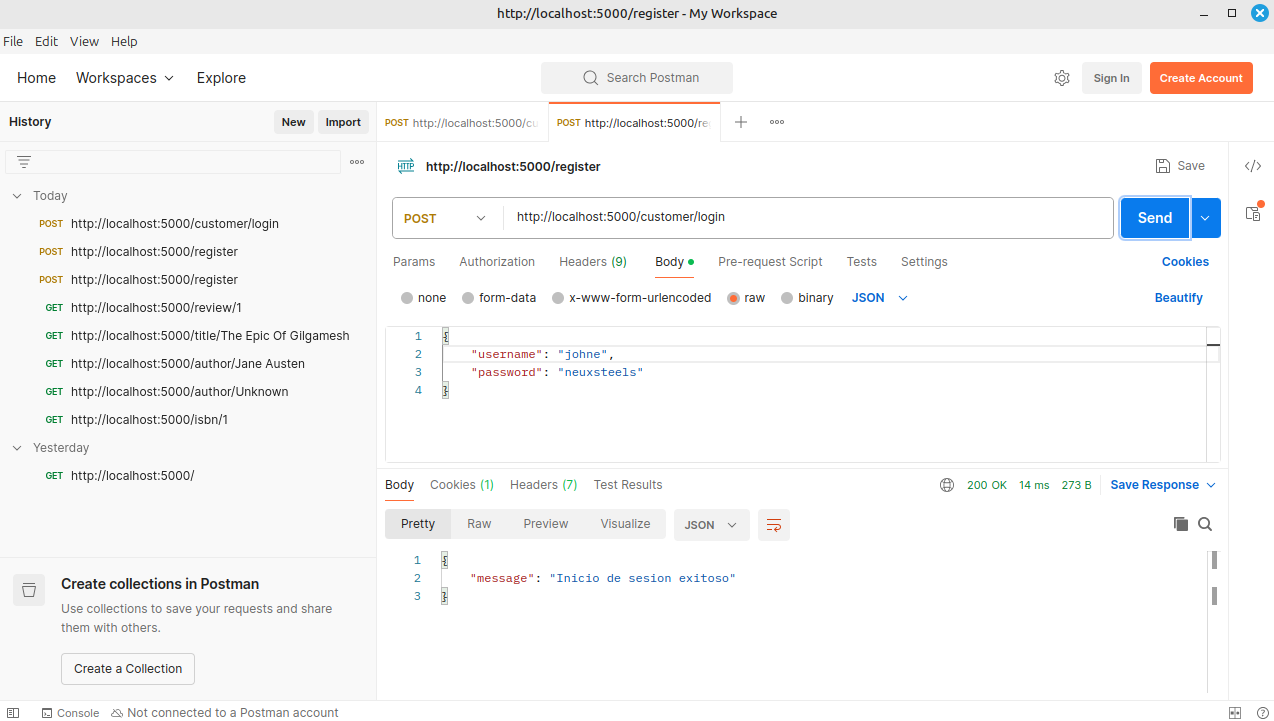 http://localhost:5000/register - My Workspace
File Edit View Help
Home Workspaces Explore Search Postman Sign In Create Account
History New Import
POST http://localhost:5000/cu POST http://localhost:5000/re
HTTP http://localhost:5000/register Save
Today
POST http://localhost:5000/customer/login
POST http://localhost:5000/register
POST http://localhost:5000/register
GET http://localhost:5000/review/1
GET http://localhost:5000/title/The Epic Of Gilgamesh
GET http://localhost:5000/author/Jane Austen
GET http://localhost:5000/author/Unknown
GET http://localhost:5000/isbn/1
Yesterday
GET http://localhost:5000/
Create collections in Postman
Use collections to save your requests and share
them with others.
Create a Collection
POST http://localhost:5000/customer/login Send
Params Authorization Headers (9) Body Pre-request Script Tests Settings Cookies
none form-data x-www-form-urlencoded raw binary JSON Beautify
1 {
2 "username": "johne",
3 "password": "neuxsteels"
4 }
Body Cookies (1) Headers (7) Test Results 200 OK 14 ms 273 B Save Response
Pretty Raw Preview Visualize JSON
1 {
2 "message": "Inicio de sesion exitoso"
3 }
Console Not connected to a Postman account